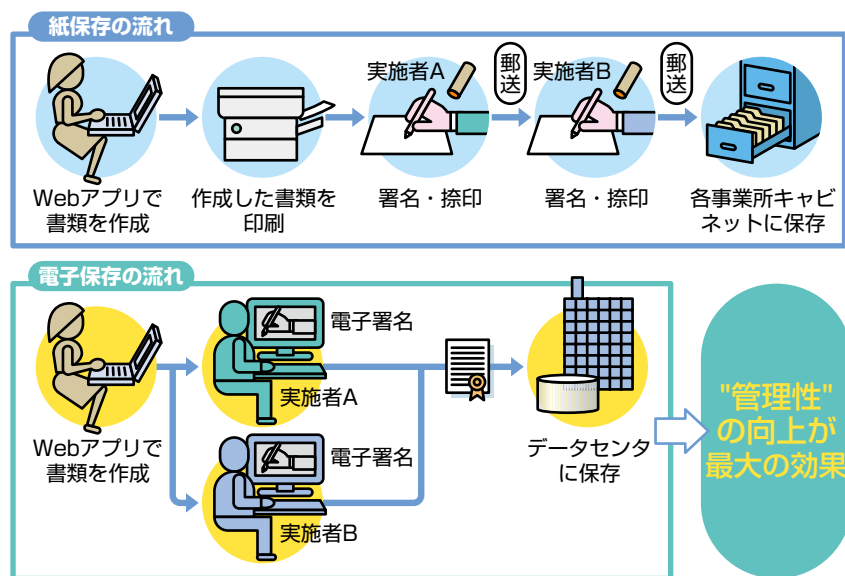 紙保存の流れ
Webアプリで
書類を作成
作成した書類を
印刷
実施者A
署名・捺印
郵送
実施者B
署名・捺印
郵送
各事業所キャビ
ネットに保存
電子保存の流れ
Webアプリで
書類を作成
電子署名
実施者A
電子署名
実施者B
データセンタ
に保存
"管理性"
の向上が
最大の効果